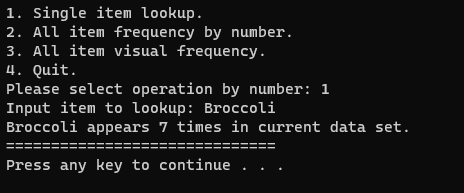 1. Single item lookup.
2. All item frequency by number.
3. All item visual frequency.
4. Quit.
Please select operation by number: 1
Input item to lookup: Broccoli
Broccoli appears 7 times in current data set.
==============================
Press any key to continue . . .